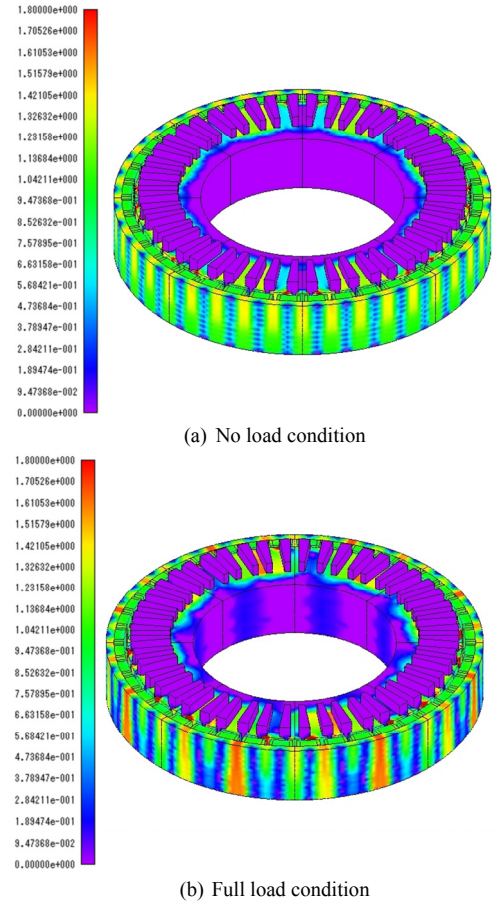 1.80000e+000
1.70526e+000
1.61053e+000
1.51579e+000
1.42105e+000
1.32632e+000
1.23158e+000
1.13684e+000
1.04211e+000
9.47368e-001
8.52632e-001
7.57895e-001
6.63158e-001
5.68421e-001
4.73684e-001
3.78947e-001
2.84211e-001
1.89474e-001
9.47368e-002
0.00000e+000
(a) No load condition
1.80000e+000
1.70526e+000
1.61053e+000
1.51579e+000
1.42105e+000
1.32632e+000
1.23158e+000
1.13684e+000
1.04211e+000
9.47368e-001
8.52632e-001
7.57895e-001
6.63158e-001
5.68421e-001
4.73684e-001
3.78947e-001
2.84211e-001
1.89474e-001
9.47368e-002
0.00000e+000
(b) Full load condition